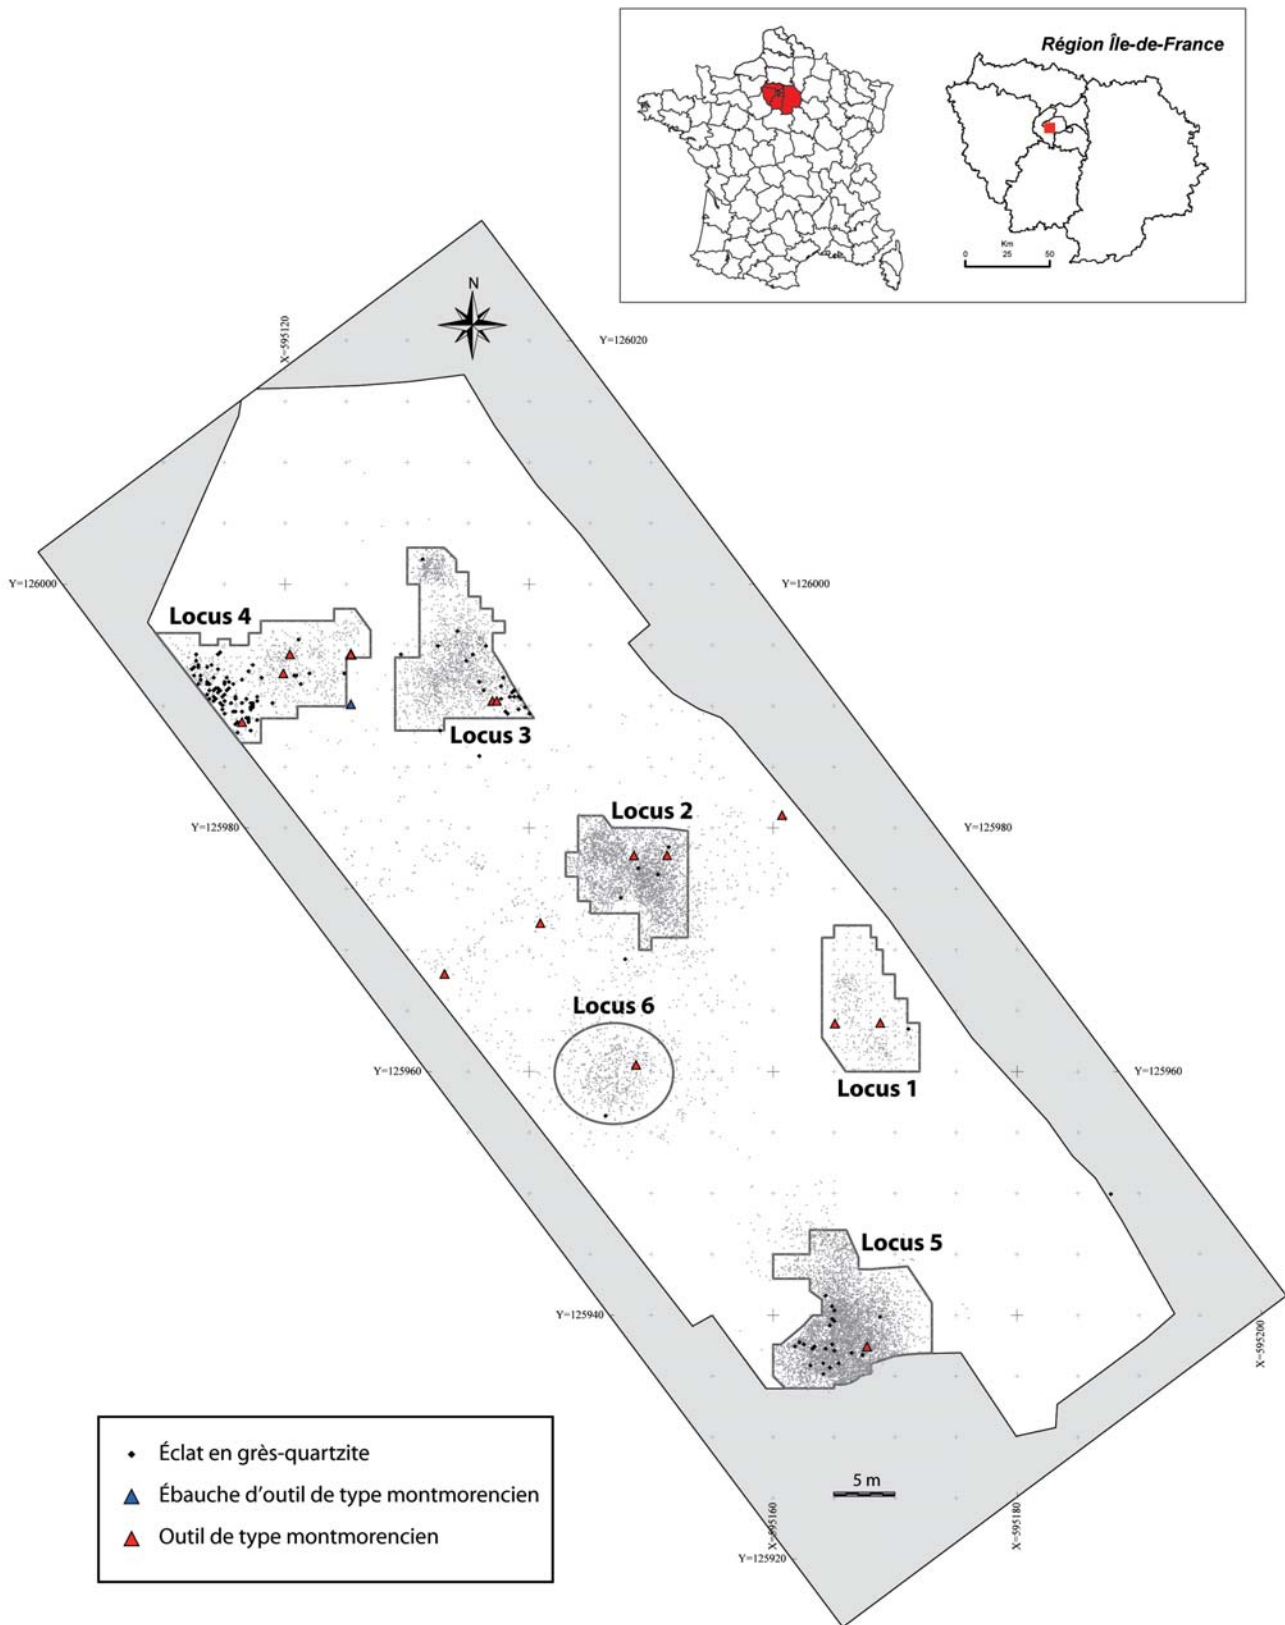 Région Île-de-France
Km
0 25 50
N
X=595120
Y=126020
Y=126000
Y=126000
Locus 4
Locus 3
Locus 2
Y=125980
Y=125980
Locus 6
Y=125960
Locus 1
Y=125960
Locus 5
Y=125940
X=595200
5 m
X=595160
X=595180
Y=125920
Éclat en grès-quartzite
Ébauche d'outil de type montmorencien
Outil de type montmorencien